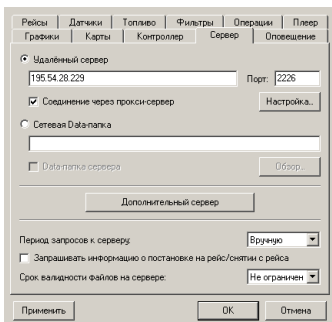 Рейсы Датчики Топливо Фильтры Операции Плеер
Графики Карты Контроллер Сервер Оповещение
Удалённый сервер
195.54.28.229 Порт: 2226
Соединение через прокси-сервер Настройка..
Сетевая Data-папка
Data-папка сервера Обзор..
Дополнительный сервер
Период запросов к серверу: Вручную
Запрашивать информацию о постановке на рейс/снятии с рейса
Срок валидности файлов на сервере: Не ограничен
Применить OK Отмена